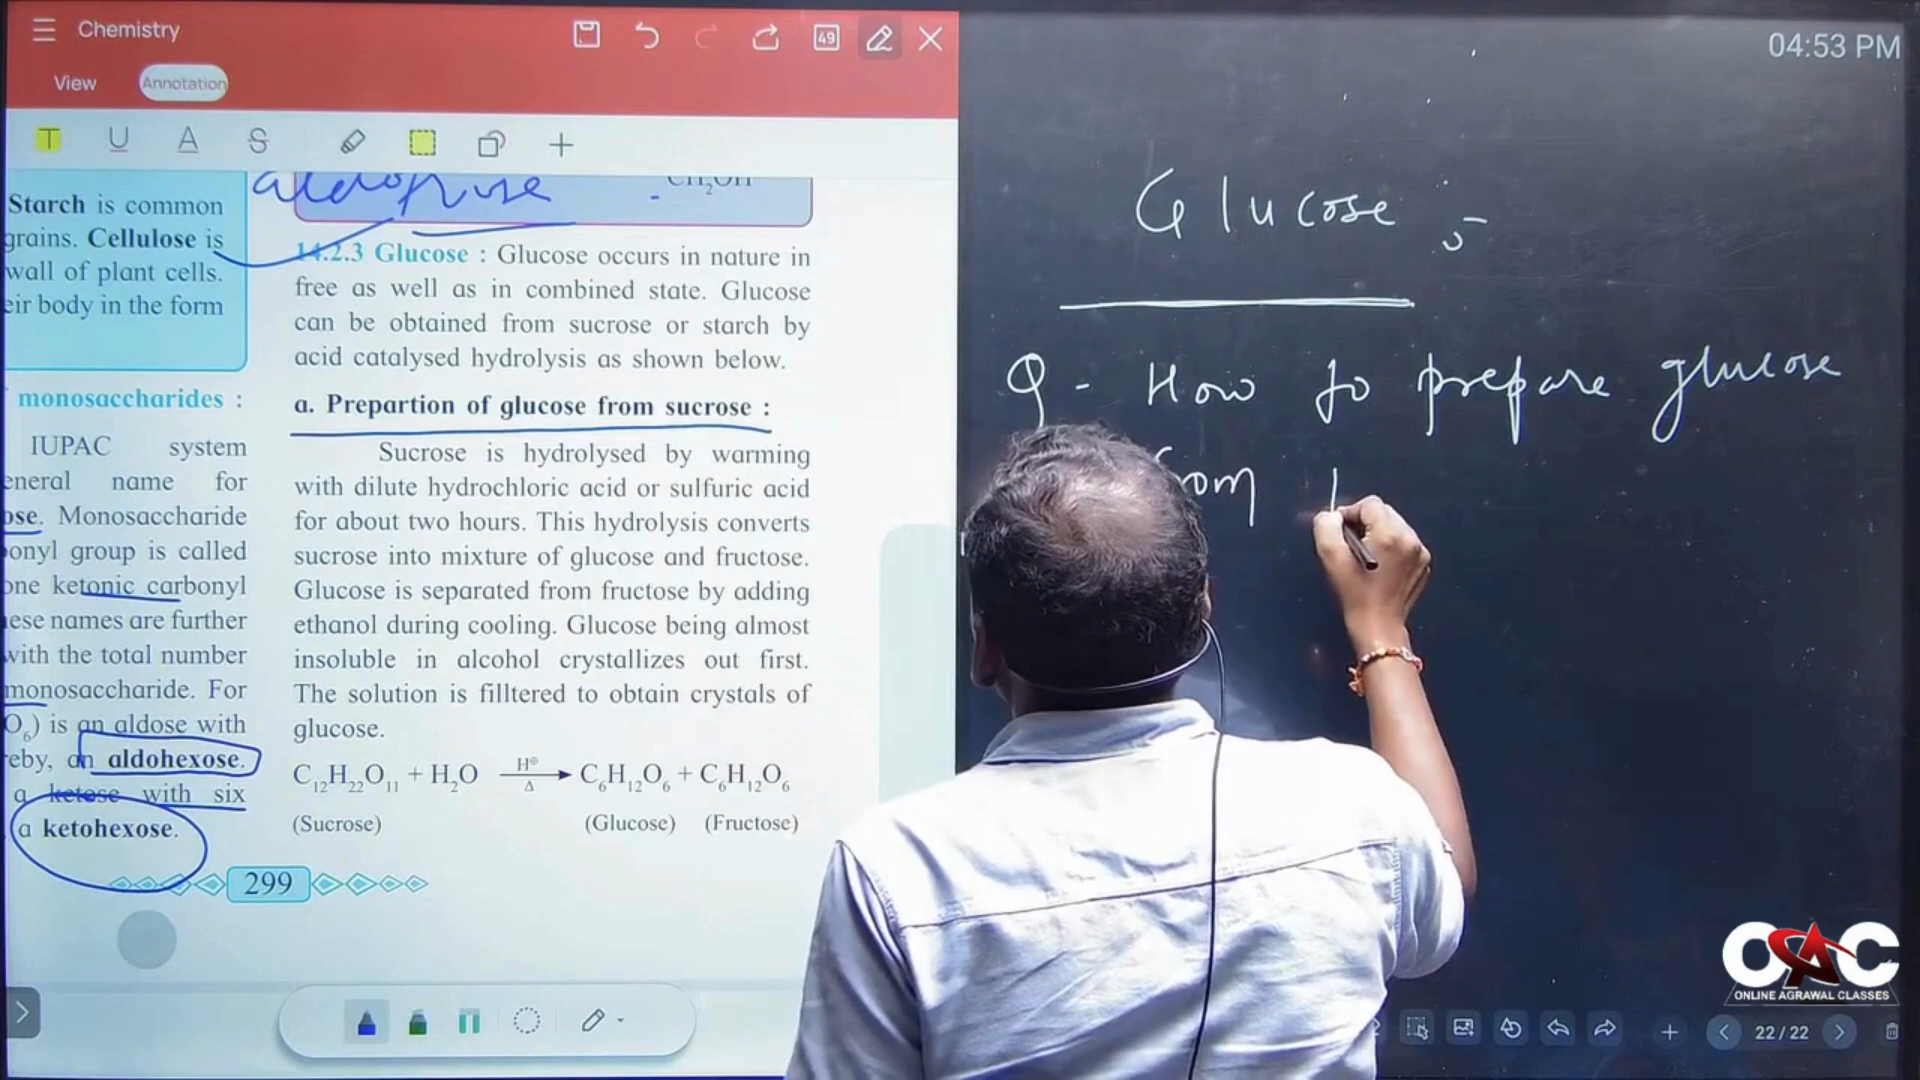 Chemistry
49
View
Annotation
T U A S
Starch is common
grains. Cellulose is
wall of plant cells.
eir body in the form
monosaccharides :
IUPAC system
eneral name for
ose. Monosaccharide
onyl group is called
one ketonic carbonyl
ese names are further
with the total number
monosaccharide. For
O6) is an aldose with
reby, an aldohexose.
a ketose with six
a ketohexose.
CH2OH
14.2.3 Glucose : Glucose occurs in nature in
free as well as in combined state. Glucose
can be obtained from sucrose or starch by
acid catalysed hydrolysis as shown below.
a. Prepartion of glucose from sucrose :
Sucrose is hydrolysed by warming
with dilute hydrochloric acid or sulfuric acid
for about two hours. This hydrolysis converts
sucrose into mixture of glucose and fructose.
Glucose is separated from fructose by adding
ethanol during cooling. Glucose being almost
insoluble in alcohol crystallizes out first.
The solution is filltered to obtain crystals of
glucose.
C12H22O11 + H2O H⊕ Δ → C6H12O6 + C6H12O6
(Sucrose) (Glucose) (Fructose)
299
04:53 PM
Glucose :-
Q - How to prepare glucose
from
OAC
ONLINE AGRAWAL CLASSES
22/22